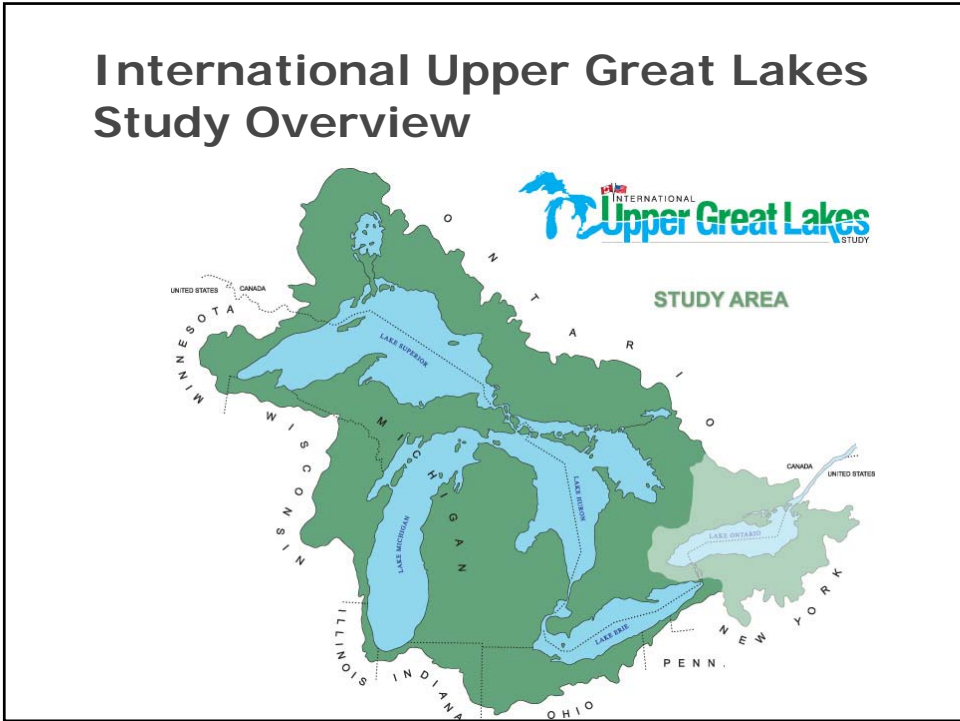 International Upper Great Lakes
Study Overview
INTERNATIONAL
Upper Great Lakes
STUDY
STUDY AREA
ONTARIO
UNITED STATES
CANADA
MINNESOTA
LAKE SUPERIOR
WISCONSIN
MICHIGAN
CANADA
UNITED STATES
LAKE HURON
LAKE MICHIGAN
LAKE ONTARIO
LAKE ERIE
NEW YORK
PENN.
ILLINOIS
INDIANA
OHIO